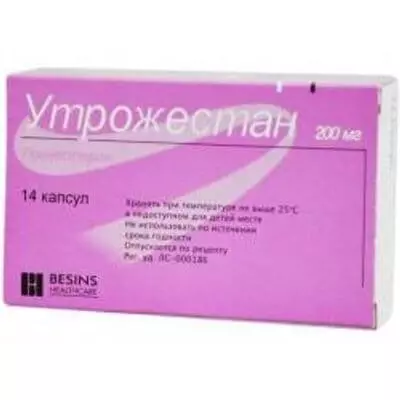 Утрожестан 200 мг
Прогестерон
14 капсул
Хранить при температуре не выше 25°C
в недоступном для детей месте
Не использовать по истечении
срока годности
Отпускается по рецепту
Рег. уд. ЛС-000186
BESINS
HEALTHCARE